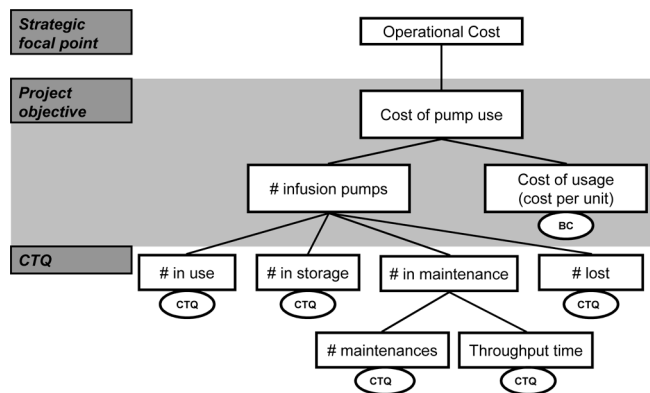 Strategic
focal point
Operational Cost
Project
objective
Cost of pump use
# infusion pumps
Cost of usage
(cost per unit)
BC
CTQ
# in use
# in storage
# in maintenance
# lost
CTQ
CTQ
CTQ
# maintenances
Throughput time
CTQ
CTQ